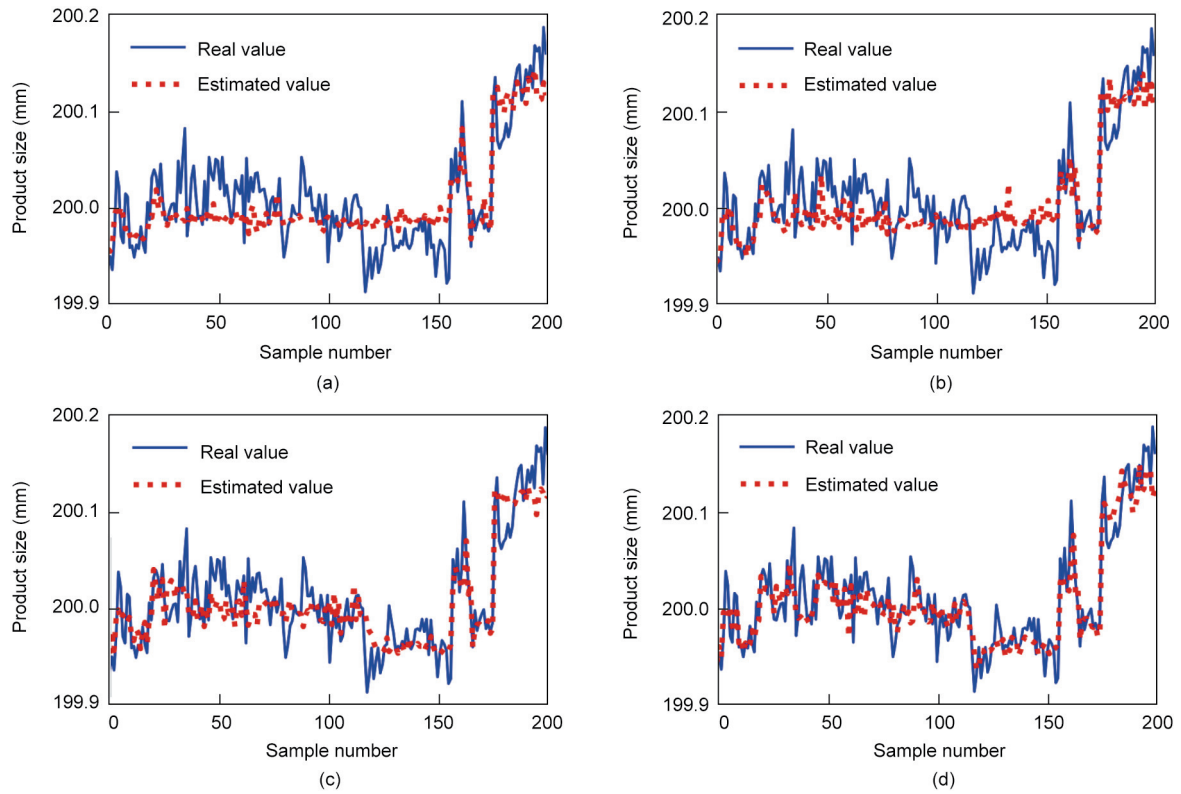 200.2
Real value
Estimated value
200.1
200.0
199.9
Product size (mm)
0 50 100 150 200
Sample number
(a)
200.2
Real value
Estimated value
200.1
200.0
199.9
Product size (mm)
0 50 100 150 200
Sample number
(b)
200.2
Real value
Estimated value
200.1
200.0
199.9
Product size (mm)
0 50 100 150 200
Sample number
(c)
200.2
Real value
Estimated value
200.1
200.0
199.9
Product size (mm)
0 50 100 150 200
Sample number
(d)